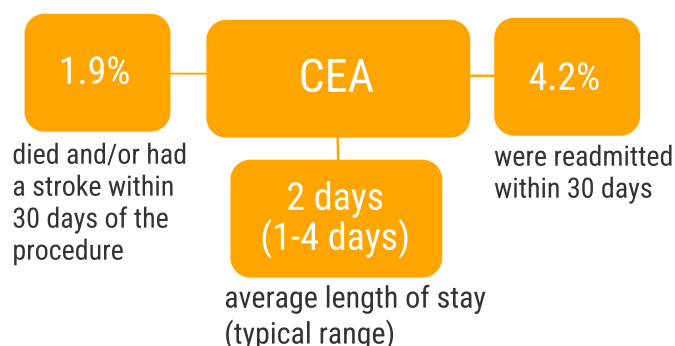 1.9%
died and/or had
a stroke within
30 days of the
procedure
CEA
2 days
(1-4 days)
average length of stay
(typical range)
4.2%
were readmitted
within 30 days